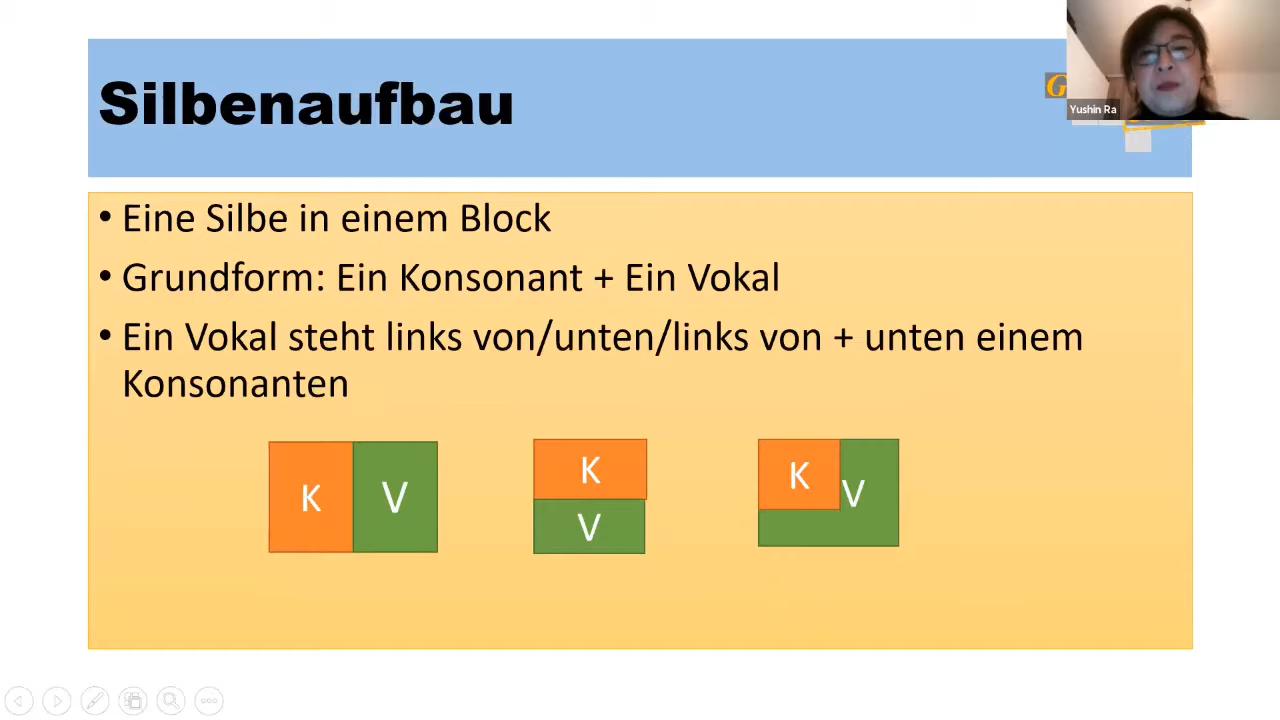 Silbenaufbau
G
Yushin Ra
• Eine Silbe in einem Block
• Grundform: Ein Konsonant + Ein Vokal
• Ein Vokal steht links von/unten/links von + unten einem
Konsonanten
K V
K
V
K V